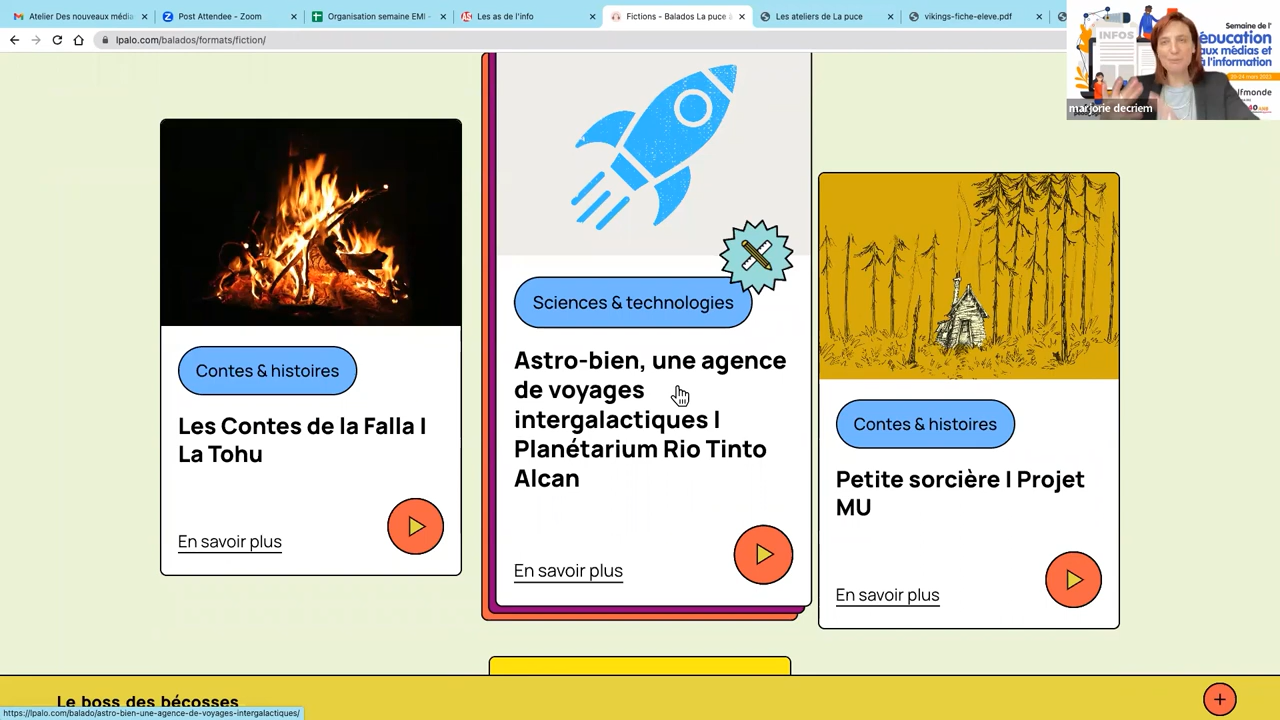 Atelier Des nouveaux média
Post Attendee - Zoom
Organisation semaine EMI -
Les as de l'info
Fictions - Balados La puce à
Les ateliers de La puce
vikings-fiche-eleve.pdf
lpalo.com/balados/formats/fiction/
INFOS
Semaine de l'
éducation
aux médias et
à l'information
marjorie decriem
Contes & histoires
Les Contes de la Falla I
La Tohu
En savoir plus
Sciences & technologies
Astro-bien, une agence
de voyages
intergalactiques I
Planétarium Rio Tinto
Alcan
En savoir plus
Contes & histoires
Petite sorcière I Projet
MU
En savoir plus
Le boss des bécosses
https://lpalo.com/balado/astro-bien-une-agence-de-voyages-intergalactiques/